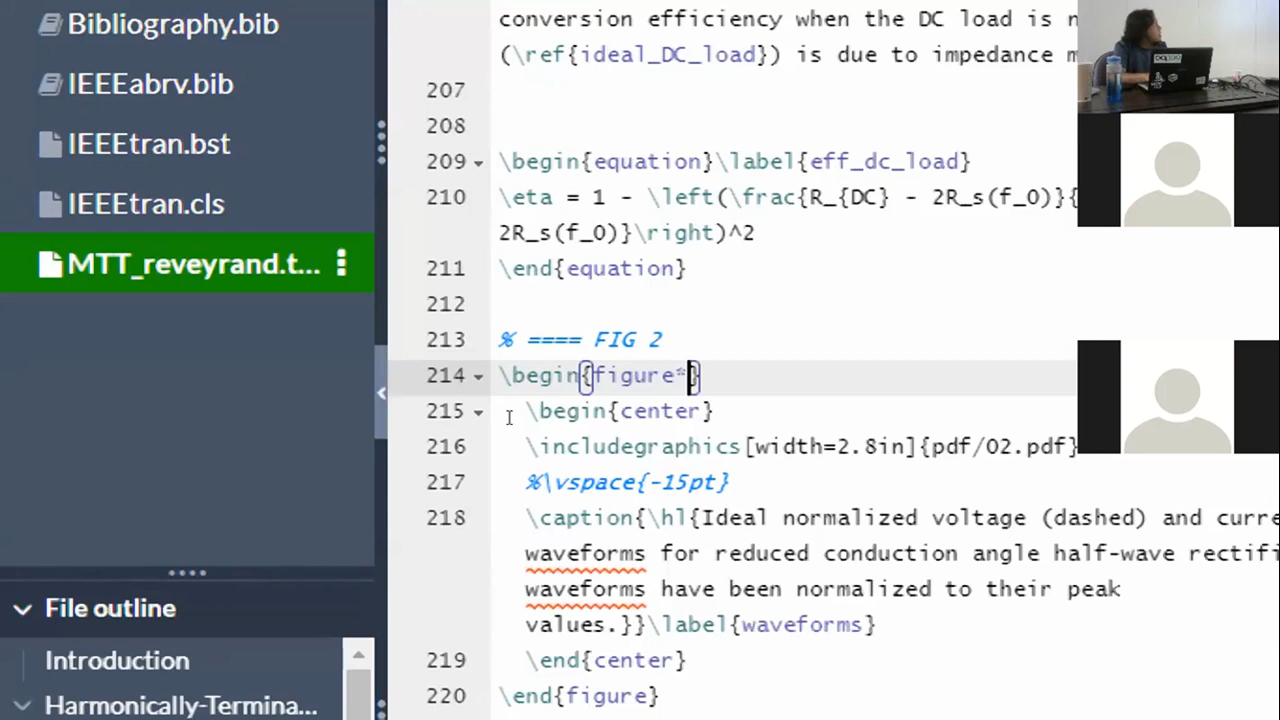 Bibliography.bib
IEEEabrv.bib
IEEEtran.bst
IEEEtran.cls
MTT_reveyrand.t...
File outline
Introduction
Harmonically-Termina...
conversion efficiency when the DC load is n
(\ref{ideal_DC_load}) is due to impedance m
207
208
209 \begin{equation}\label{eff_dc_load}
210 \eta = 1 - \left(\frac{R_{DC} - 2R_s(f_0)}{
2R_s(f_0)}\right)^2
211 \end{equation}
212
213 % ==== FIG 2
214 \begin{figure*}
215 \begin{center}
216 \includegraphics[width=2.8in]{pdf/02.pdf}
217 %\vspace{-15pt}
218 \caption{\hl{Ideal normalized voltage (dashed) and curre
waveforms for reduced conduction angle half-wave rectifi
waveforms have been normalized to their peak
values.}}\label{waveforms}
219 \end{center}
220 \end{figure}